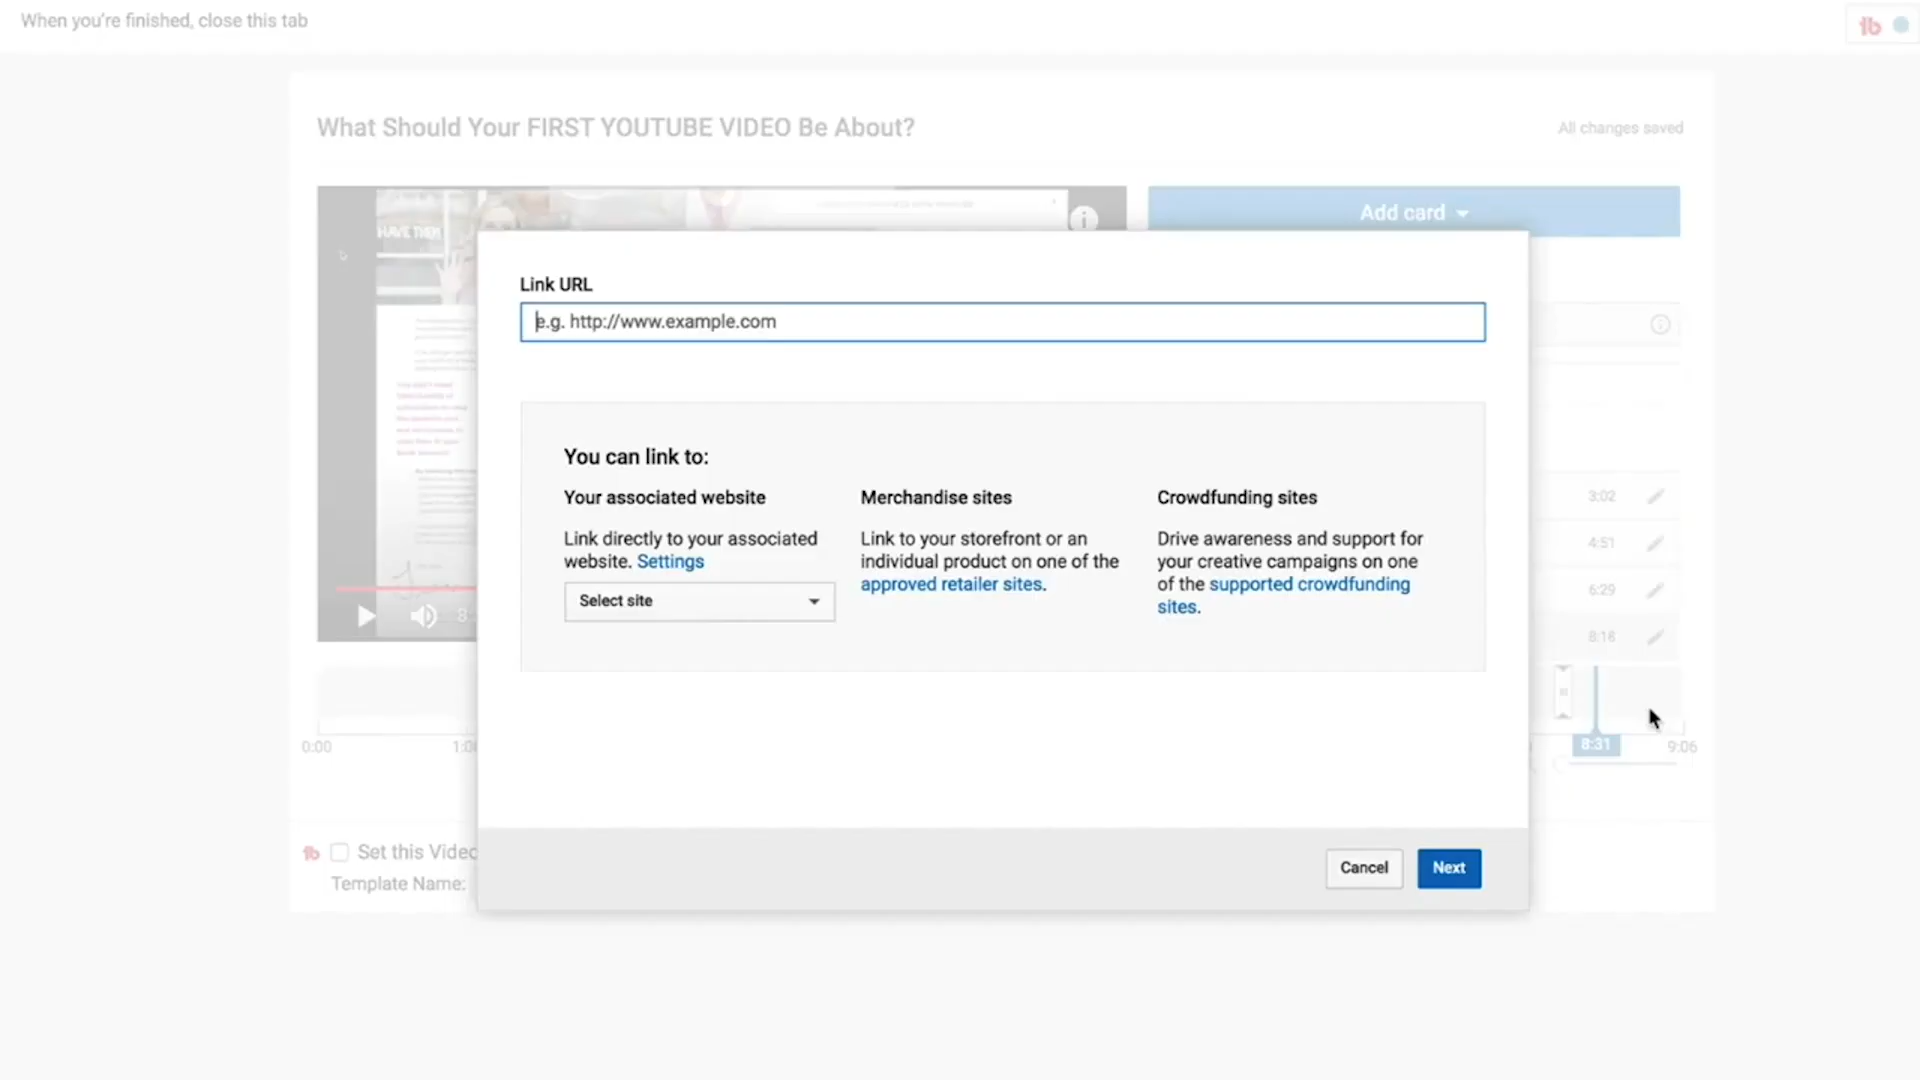 When you're finished, close this tab
What Should Your FIRST YOUTUBE VIDEO Be About?
All changes saved
HAVE THEM
Add card
Link URL
e.g. http://www.example.com
You can link to:
Your associated website
Link directly to your associated
website. Settings
Select site
Merchandise sites
Link to your storefront or an
individual product on one of the
approved retailer sites.
Crowdfunding sites
Drive awareness and support for
your creative campaigns on one
of the supported crowdfunding
sites.
3:02
4:51
6:29
8:18
0:00
8:31
9:06
Set this Video
Template Name:
Cancel
Next